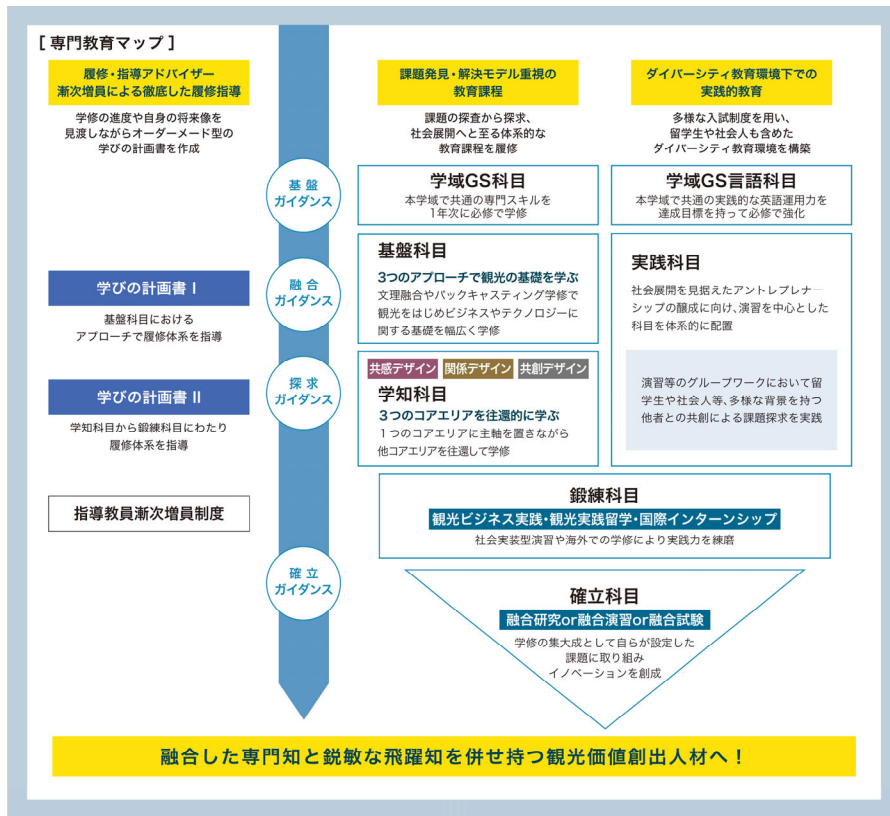 [ 専門教育マップ ]
履修・指導アドバイザー
漸次増員による徹底した履修指導
学修の進度や自身の将来像を
見渡しながらオーダーメード型の
学びの計画書を作成
課題発見・解決モデル重視の
教育課程
課題の探査から探求、
社会展開へと至る体系的な
教育課程を履修
ダイバーシティ教育環境下での
実践的教育
多様な入試制度を用い、
留学生や社会人も含めた
ダイバーシティ教育環境を構築
基 盤
ガイダンス
学域GS科目
本学域で共通の専門スキルを
1年次に必修で学修
学域GS言語科目
本学域で共通の実践的な英語運用力を
達成目標を持って必修で強化
学びの計画書 I
基盤科目における
アプローチで履修体系を指導
融 合
ガイダンス
基盤科目
3つのアプローチで観光の基礎を学ぶ
文理融合やバックキャスティング学修で
観光をはじめビジネスやテクノロジーに
関する基礎を幅広く学修
実践科目
社会展開を見据えたアントレプレナー
シップの醸成に向け、演習を中心とした
科目を体系的に配置
演習等のグループワークにおいて留
学生や社会人等、多様な背景を持つ
他者との共創による課題探求を実践
学びの計画書 II
学知科目から鍛練科目にわたり
履修体系を指導
探 求
ガイダンス
共感デザイン 関係デザイン 共創デザイン
学知科目
3つのコアエリアを往還的に学ぶ
1つのコアエリアに主軸を置きながら
他コアエリアを往還して学修
指導教員漸次増員制度
鍛練科目
観光ビジネス実践・観光実践留学・国際インターンシップ
社会実装型演習や海外での学修により実践力を練磨
確 立
ガイダンス
確立科目
融合研究or融合演習or融合試験
学修の集大成として自らが設定した
課題に取り組み
イノベーションを創成
融合した専門知と鋭敏な飛躍知を併せ持つ観光価値創出人材へ!